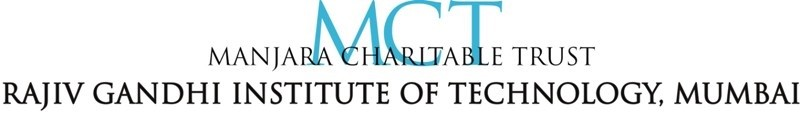 MCT
MANJARA CHARITABLE TRUST
RAJIV GANDHI INSTITUTE OF TECHNOLOGY, MUMBAI